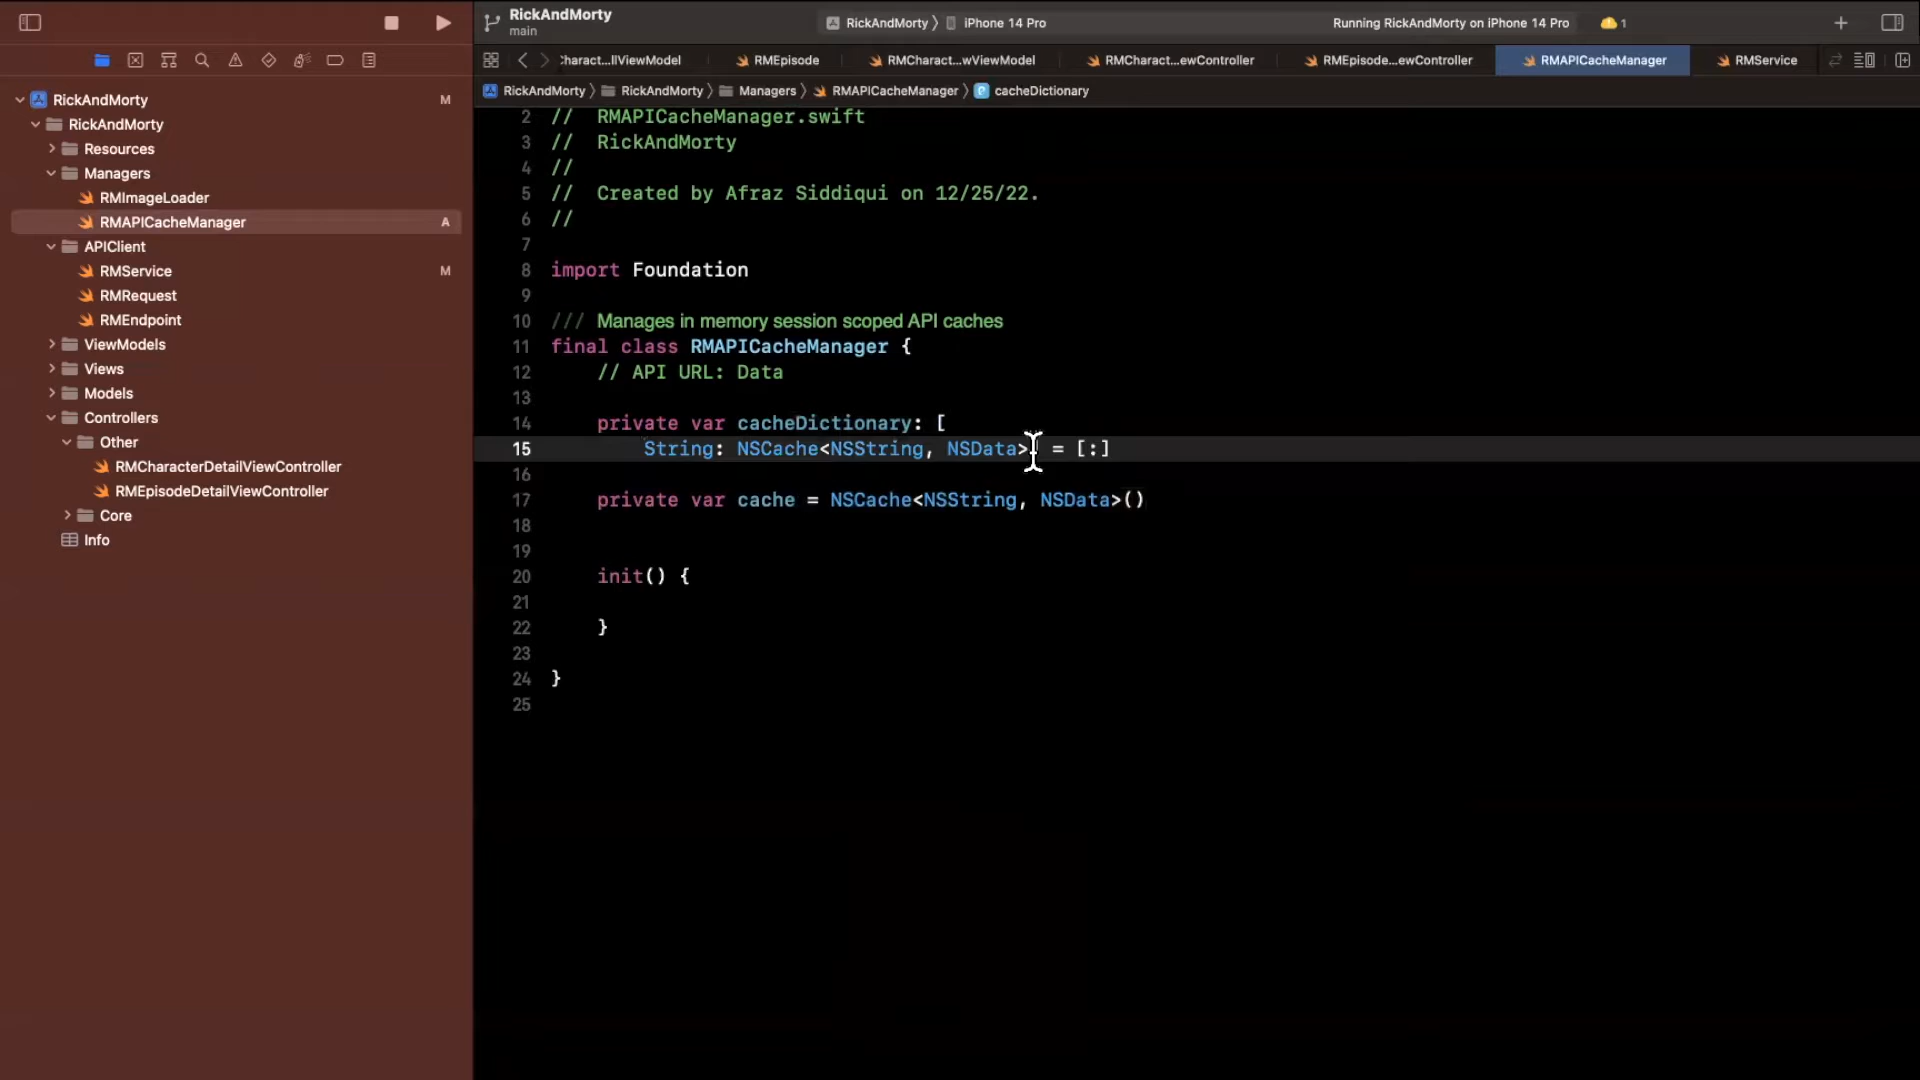 RickAndMorty
main
RickAndMorty
iPhone 14 Pro
Running RickAndMorty on iPhone 14 Pro
1
Charact...llViewModel
RMEpisode
RMCharact...wViewModel
RMCharact...ewController
RMEpisode...ewController
RMAPICacheManager
RMService
RickAndMorty
RickAndMorty
Managers
RMAPICacheManager
cacheDictionary
RickAndMorty M
RickAndMorty
Resources
Managers
RMImageLoader
RMAPICacheManager A
APIClient
RMService M
RMRequest
RMEndpoint
ViewModels
Views
Models
Controllers
Other
RMCharacterDetailViewController
RMEpisodeDetailViewController
Core
Info
2 // RMAPICacheManager.swift
3 // RickAndMorty
4 //
5 // Created by Afraz Siddiqui on 12/25/22.
6 //
7
8 import Foundation
9
10 /// Manages in memory session scoped API caches
11 final class RMAPICacheManager {
12 // API URL: Data
13
14 private var cacheDictionary: [
15 String: NSCache<NSString, NSData>] = [:]
16
17 private var cache = NSCache<NSString, NSData>()
18
19
20 init() {
21
22 }
23
24 }
25